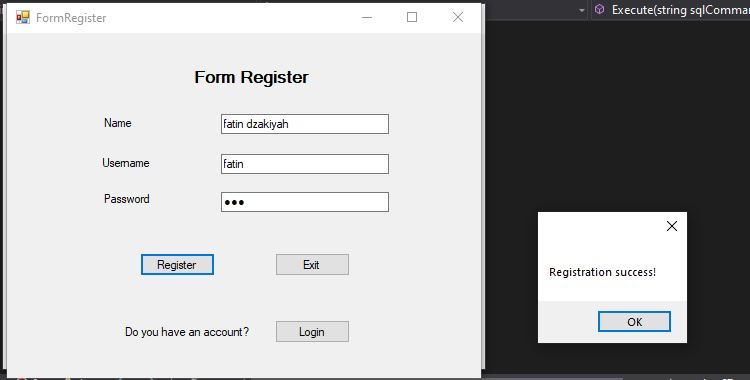 FormRegister
Execute(string sqlComma
Form Register
Name
fatin dzakiyah
Username
fatin
Password
Register
Exit
Registration success!
OK
Do you have an account?
Login